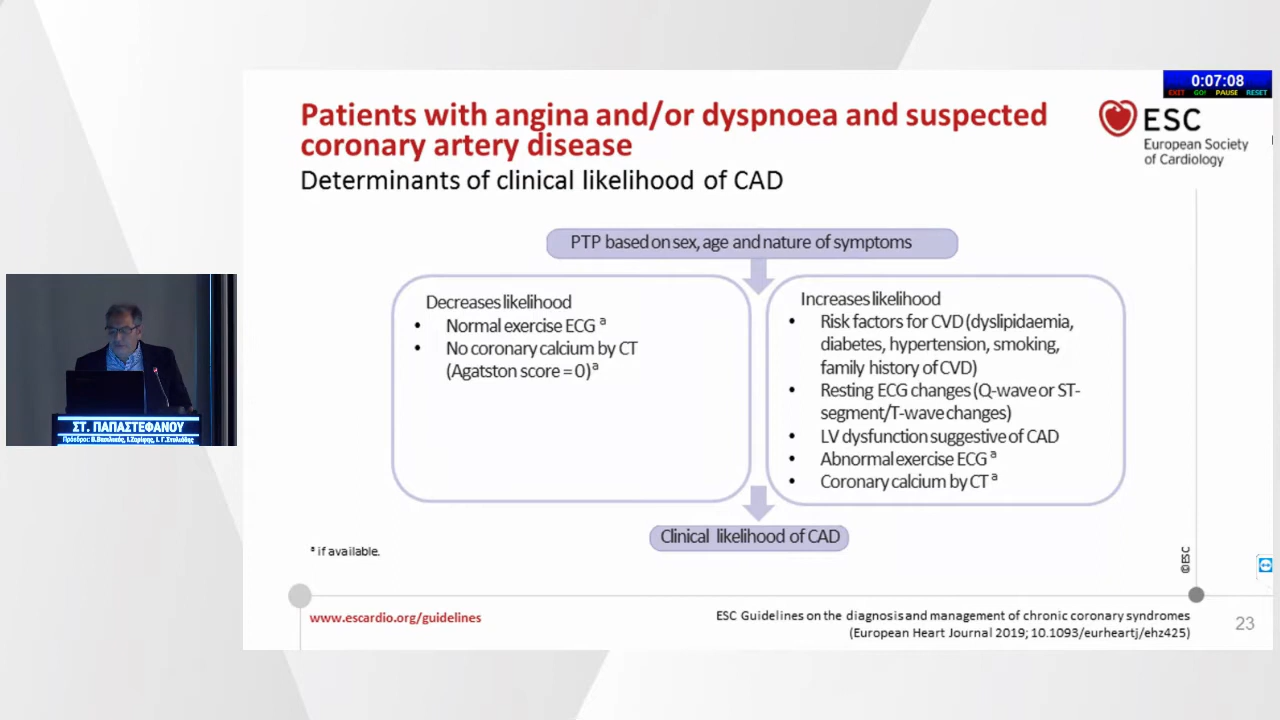 0:07:08
EXIT GO! PAUSE RESET
Patients with angina and/or dyspnoea and suspected
coronary artery disease
Determinants of clinical likelihood of CAD
ESC
European Society
of Cardiology
PTP based on sex, age and nature of symptoms
Decreases likelihood
• Normal exercise ECG a
• No coronary calcium by CT
(Agatston score = 0)a
Increases likelihood
• Risk factors for CVD (dyslipidaemia,
diabetes, hypertension, smoking,
family history of CVD)
• Resting ECG changes (Q-wave or ST-
segment/T-wave changes)
• LV dysfunction suggestive of CAD
• Abnormal exercise ECG a
• Coronary calcium by CT a
Clinical likelihood of CAD
a if available.
©ESC
www.escardio.org/guidelines
ESC Guidelines on the diagnosis and management of chronic coronary syndromes
(European Heart Journal 2019; 10.1093/eurheartj/ehz425)
23
ΣΤ. ΠΑΠΑΣΤΕΦΑΝΟΥ
Πρόεδροι: Β.Βασιλικός, Ι.Ζαρίφης, Ι. Γ.Στυλιάδης